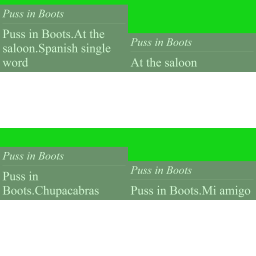 Puss in Boots
Puss in Boots.At the
saloon.Spanish single
word
Puss in Boots
At the saloon
Puss in Boots
Puss in
Boots.Chupacabras
Puss in Boots
Puss in Boots.Mi amigo